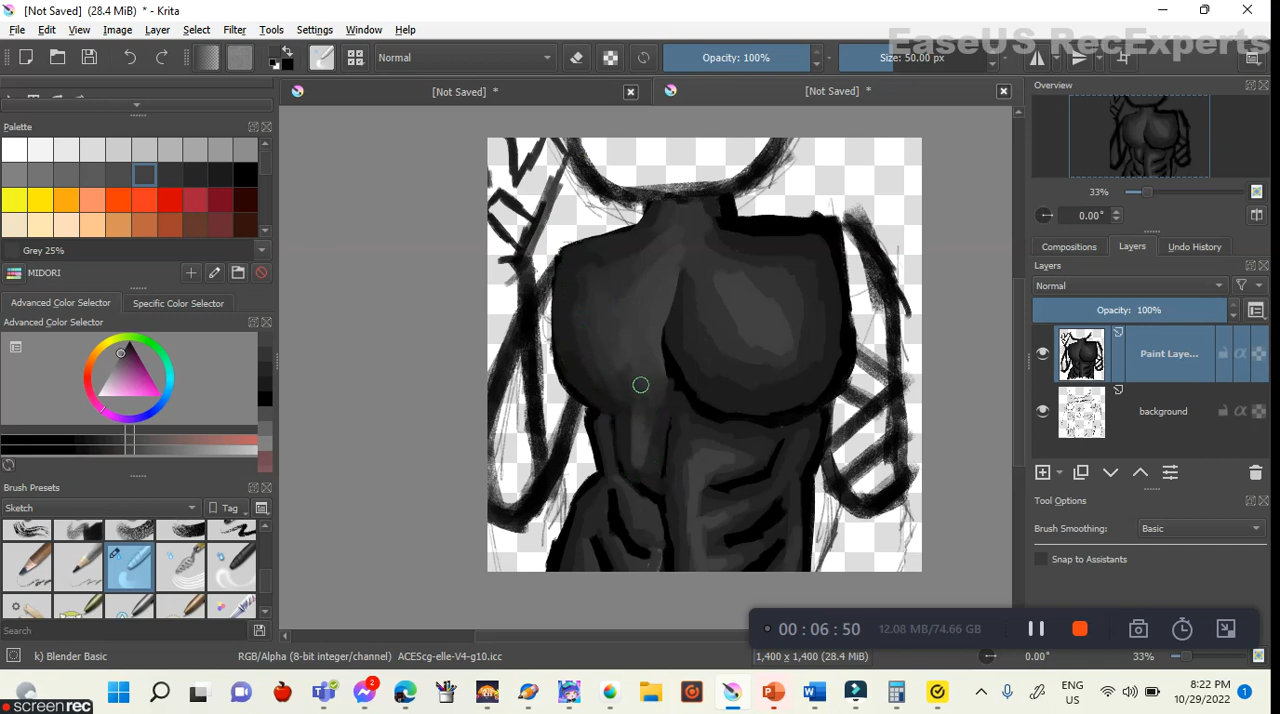 [Not Saved] (28.4 MiB) * - Krita
File Edit View Image Layer Select Filter Tools Settings Window Help
EaseUS RecExperts
Normal
Opacity: 100%
Size: 50.00 px
[Not Saved] *
[Not Saved] *
Overview
Palette
33%
0.00°
Compositions Layers Undo History
Grey 25%
Layers
MIDORI
Normal
Advanced Color Selector Specific Color Selector
Opacity: 100%
Advanced Color Selector
Paint Laye...
background
Brush Presets
Tool Options
Sketch
Tag
Brush Smoothing: Basic
Snap to Assistants
00:06:50 12.08 MB/74.66 GB
Search
k) Blender Basic RGB/Alpha (8-bit integer/channel) ACEScg-elle-V4-g10.icc 1,400 x 1,400 (28.4 MiB) 0.00° 33%
2
ENG
US
8:22 PM
10/29/2022
1
screen rec